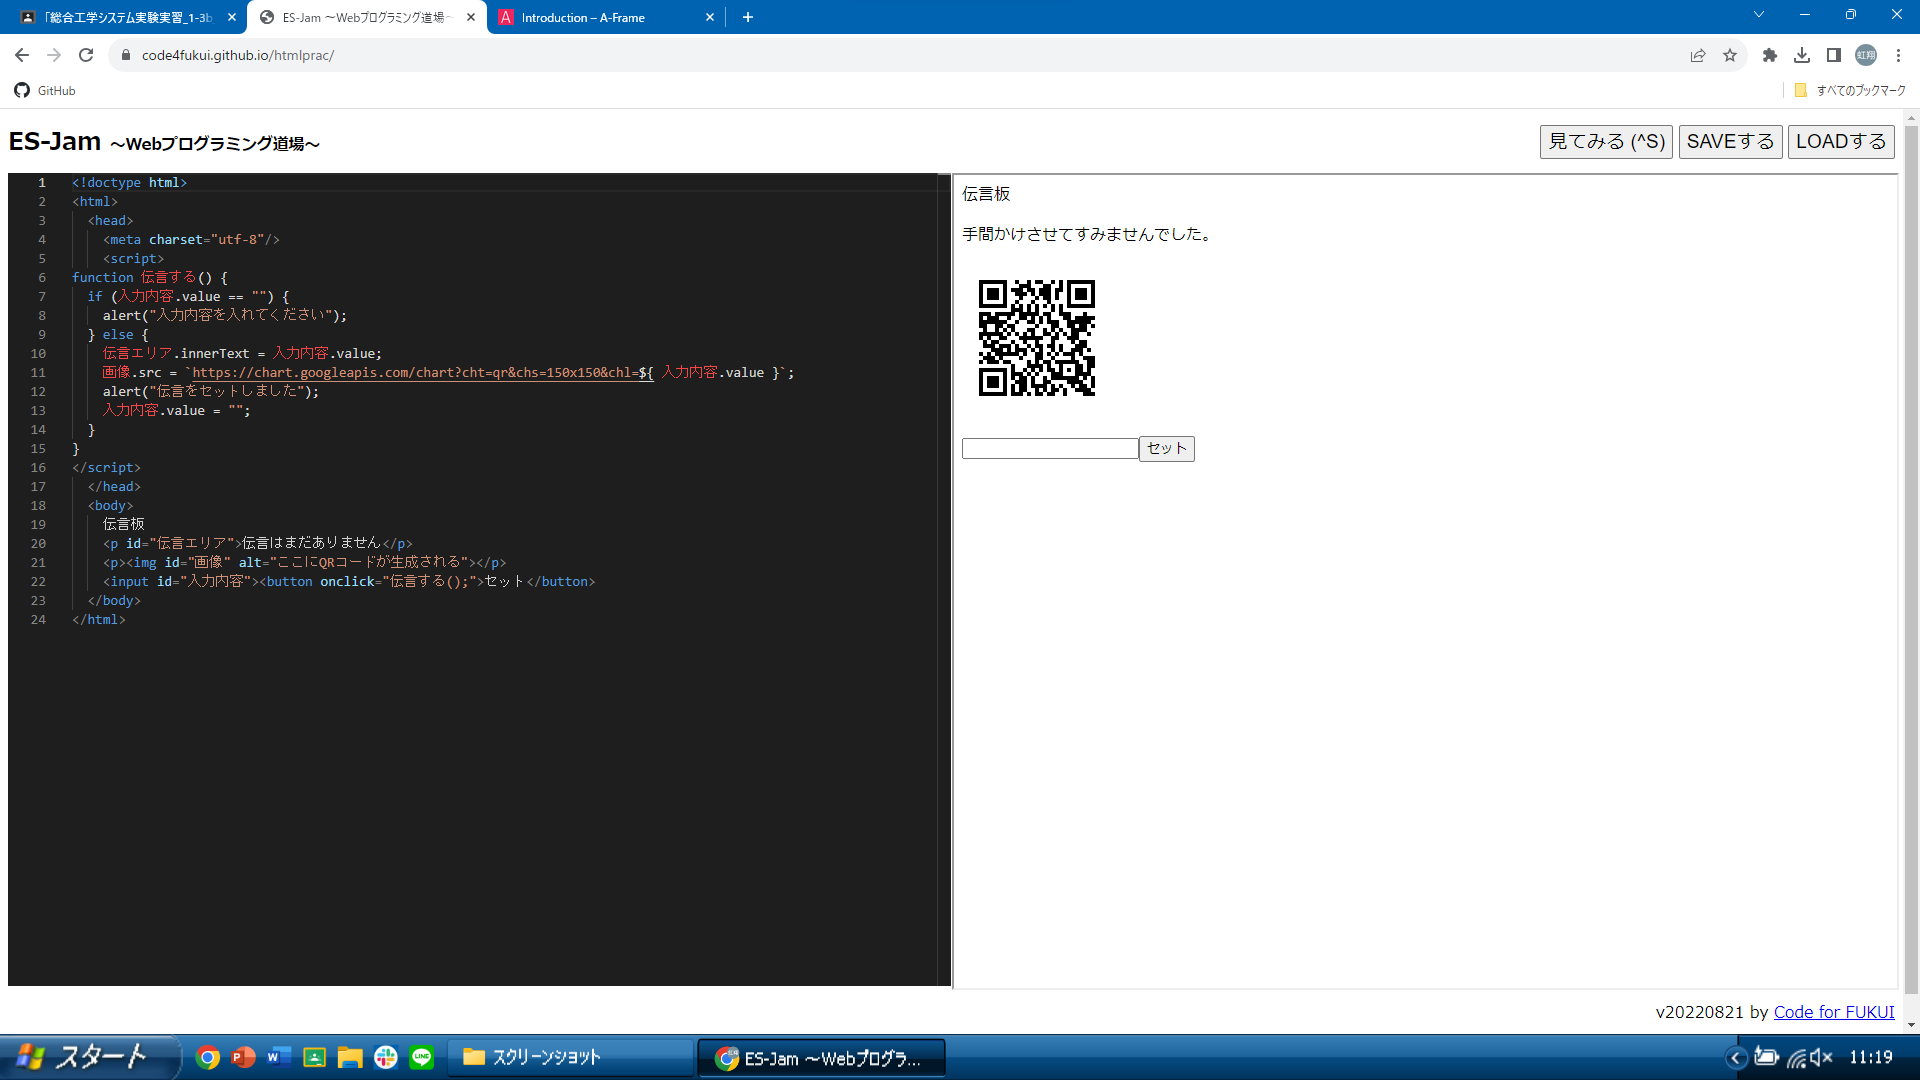 「総合工学システム実験実習_1-3b
ES-Jam ～Webプログラミング道場～
Introduction – A-Frame
code4fukui.github.io/htmlprac/
虹翔
GitHub
すべてのブックマーク
ES-Jam ～Webプログラミング道場～
見てみる (^S)
SAVEする
LOADする
1 <!doctype html>
2 <html>
3 <head>
4 <meta charset="utf-8"/>
5 <script>
6 function 伝言する() {
7 if (入力内容.value == "") {
8 alert("入力内容を入れてください");
9 } else {
10 伝言エリア.innerText = 入力内容.value;
11 画像.src = `https://chart.googleapis.com/chart?cht=qr&chs=150x150&chl=${ 入力内容.value }`;
12 alert("伝言をセットしました");
13 入力内容.value = "";
14 }
15 }
16 </script>
17 </head>
18 <body>
19 伝言板
20 <p id="伝言エリア">伝言はまだありません</p>
21 <p><img id="画像" alt="ここにQRコードが生成される"></p>
22 <input id="入力内容"><button onclick="伝言する();">セット</button>
23 </body>
24 </html>
伝言板
手間かけさせてすみませんでした。
セット
v20220821 by Code for FUKUI
スタート
スクリーンショット
ES-Jam ～Webプログラ...
11:19